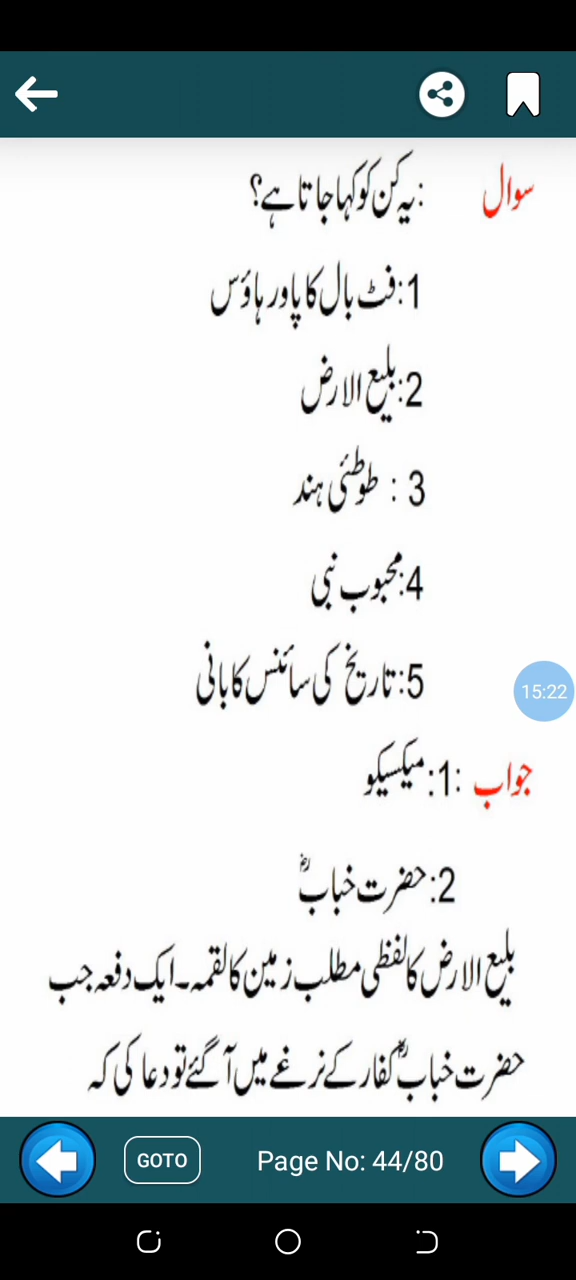 سوال :یہ کن کو کہا جاتا ہے؟
1:فٹ بال کا پاور ہاؤس
2:بلیع الارض
3 : طوطئی ہند
4:محبوب نبی
5:تاریخ کی سائنس کا بانی
15:22
جواب :1:میکسیکو
2:حضرت خبابؓ
بلیع الارض کا لفظی مطلب زمین کا لقمہ۔ایک دفعہ جب
حضرت خبابؓ کفار کے نرغے میں آ گئے تو دعا کی کہ
GOTO Page No: 44/80